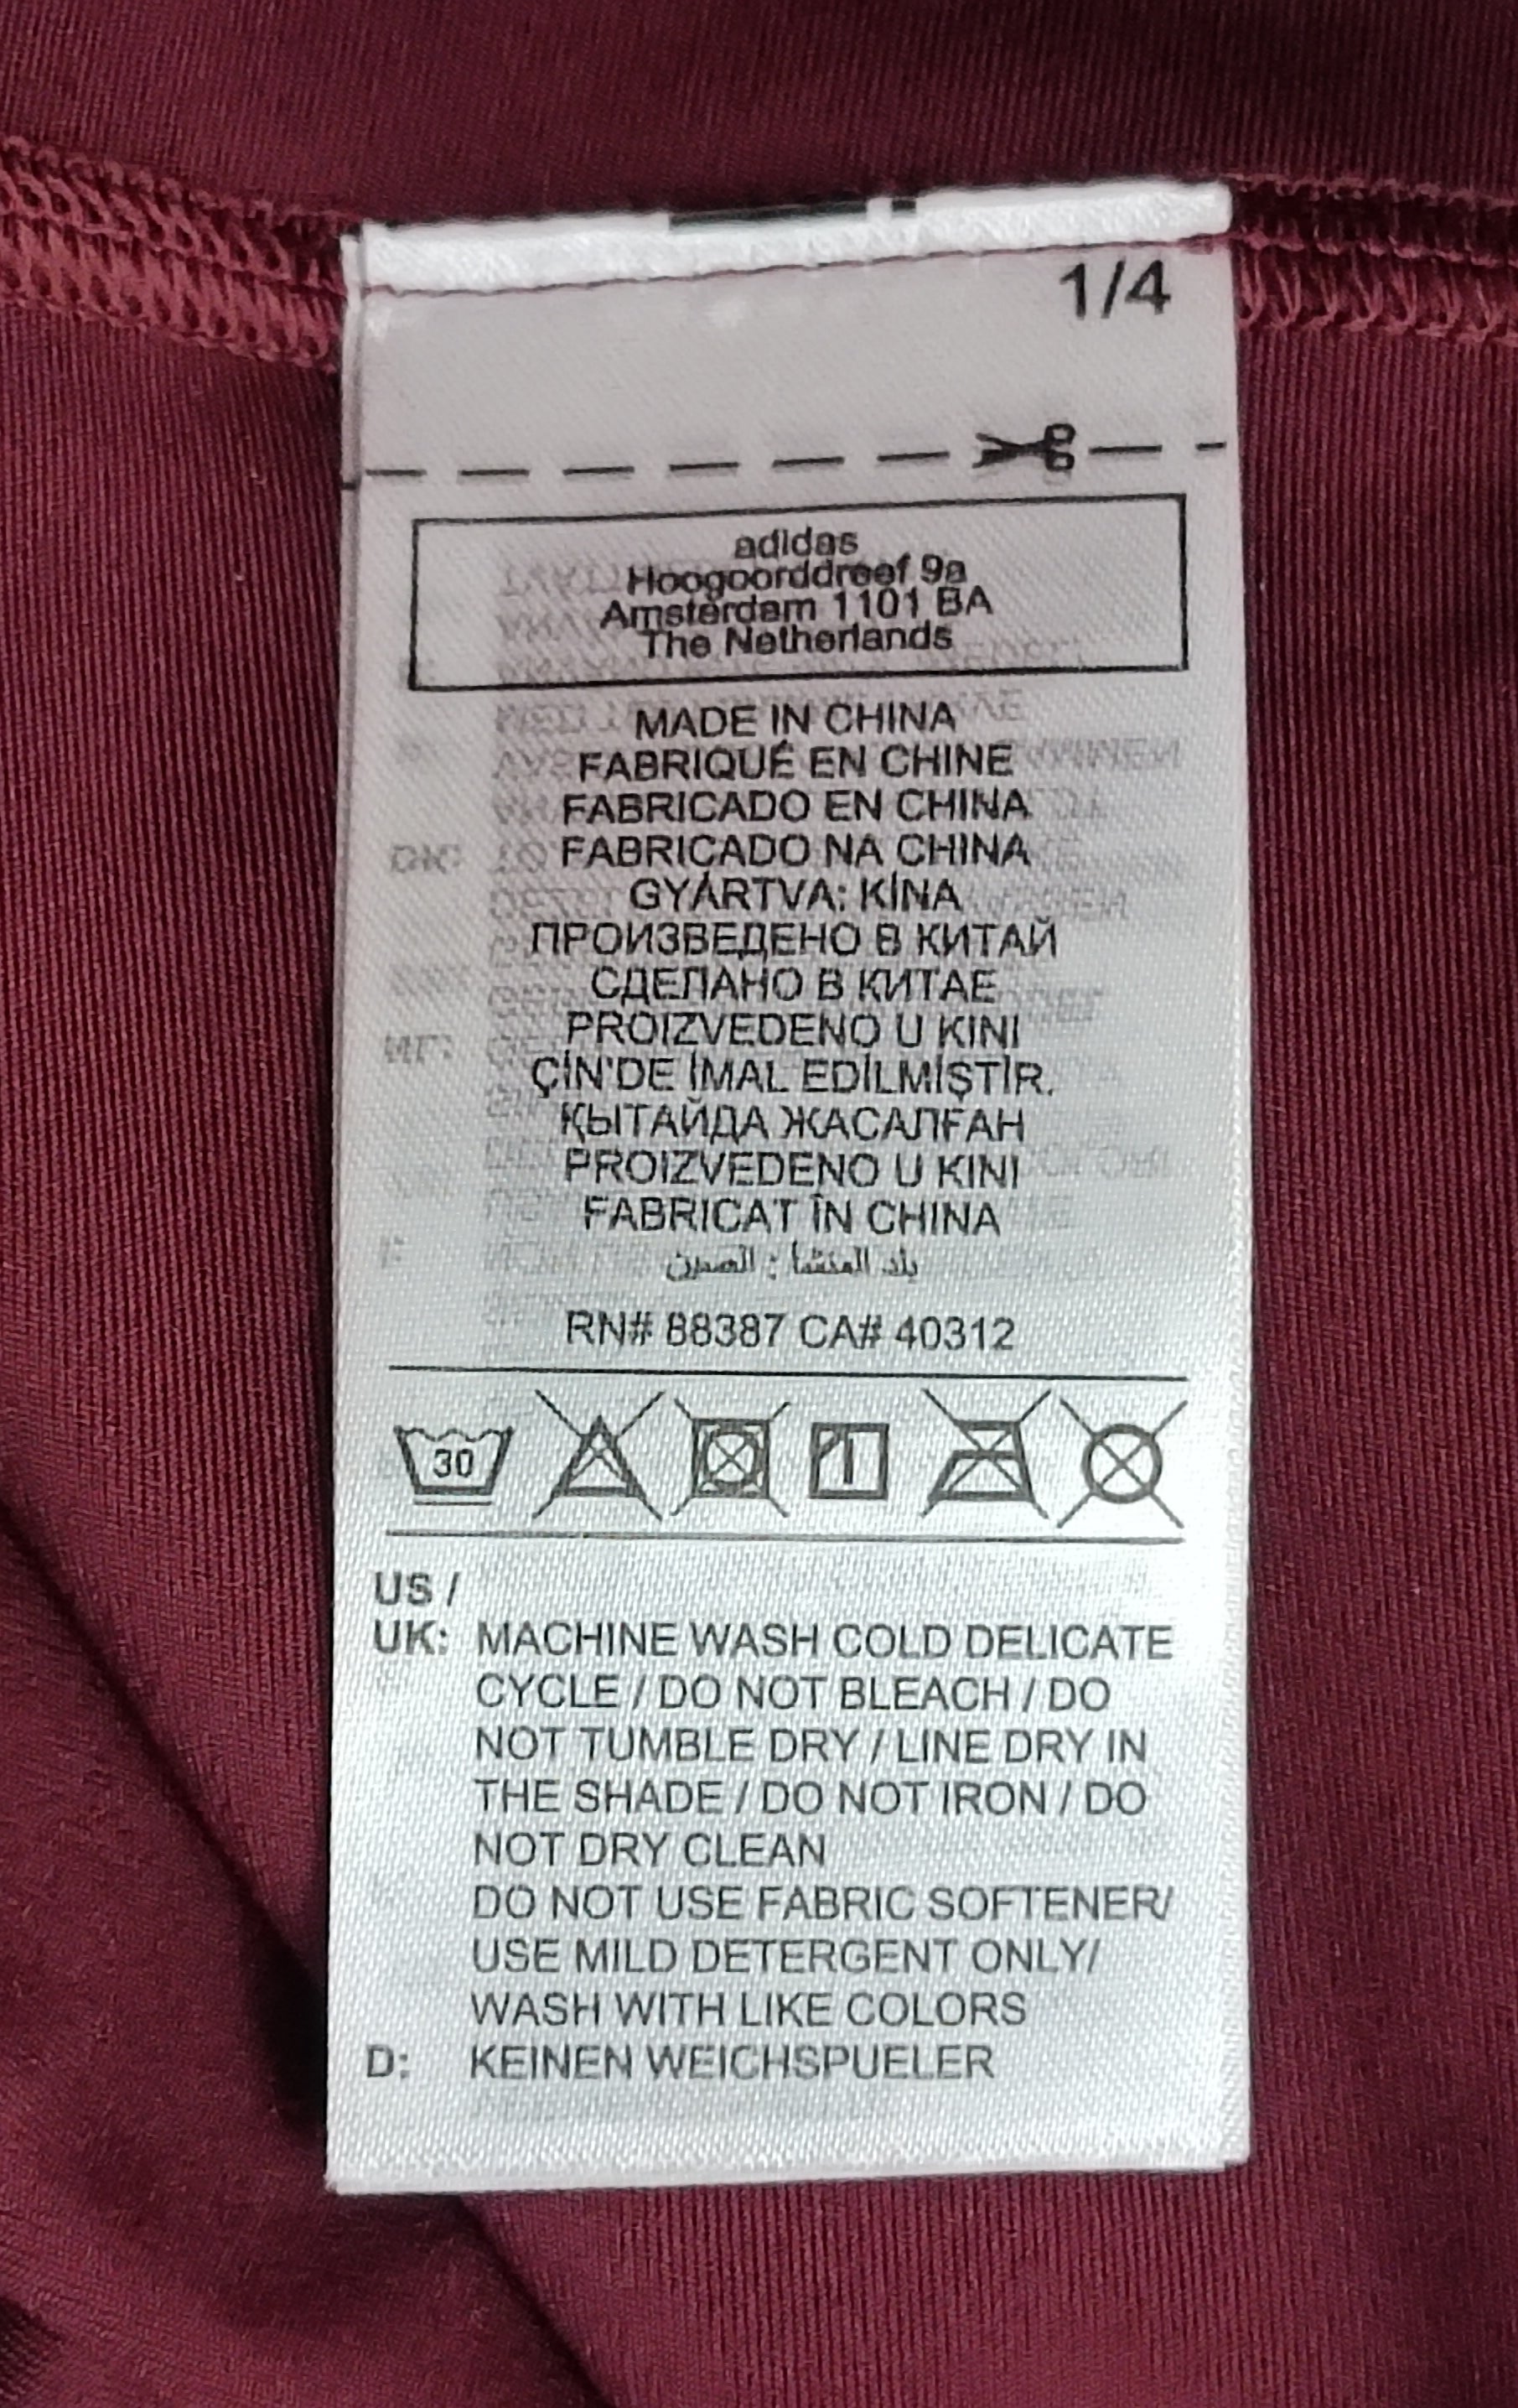 1/4
adidas
Hoogoorddreef 9a
Amsterdam 1101 BA
The Netherlands
MADE IN CHINA
FABRIQUÉ EN CHINE
FABRICADO EN CHINA
FABRICADO NA CHINA
GYÁRTVA: KÍNA
ПРОИЗВЕДЕНО В КИТАЙ
СДЕЛАНО В КИТАЕ
PROIZVEDENO U KINI
ÇİN'DE İMAL EDİLMİŞTİR.
ҚЫТАЙДА ЖАСАЛҒАН
PROIZVEDENO U KINI
FABRICAT ÎN CHINA
بلد المنشأ : الصين
RN# 88387 CA# 40312
30
US /
UK: MACHINE WASH COLD DELICATE
CYCLE / DO NOT BLEACH / DO
NOT TUMBLE DRY / LINE DRY IN
THE SHADE / DO NOT IRON / DO
NOT DRY CLEAN
DO NOT USE FABRIC SOFTENER/
USE MILD DETERGENT ONLY/
WASH WITH LIKE COLORS
D: KEINEN WEICHSPUELER